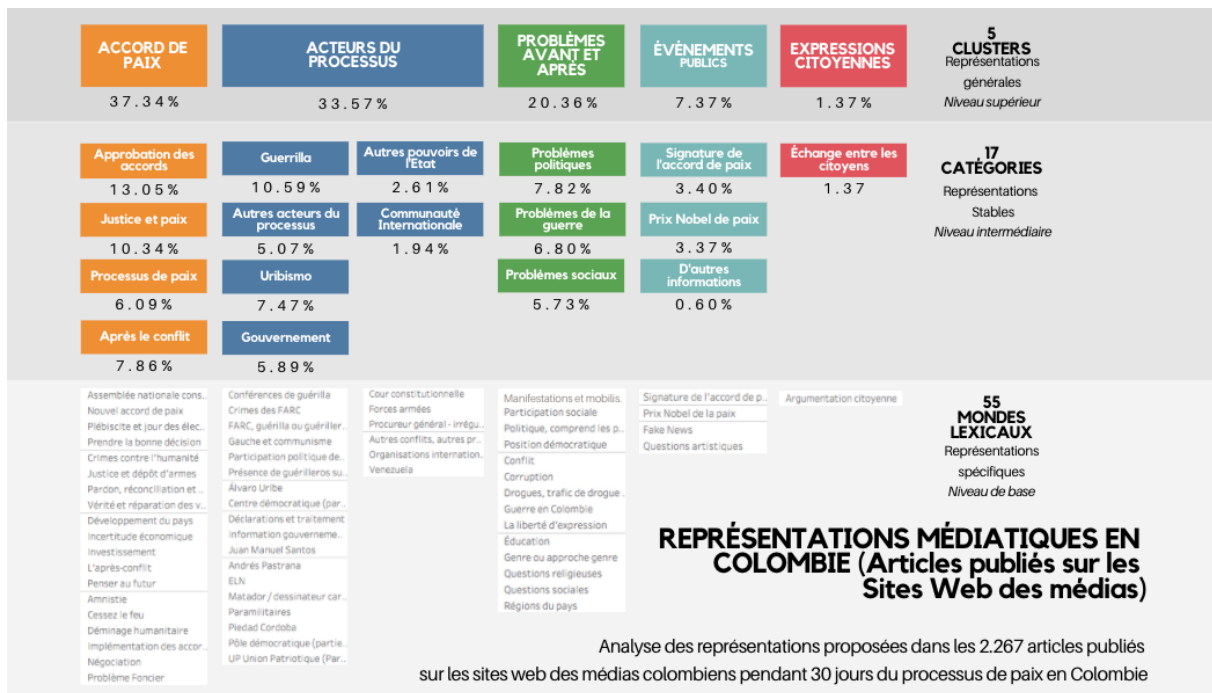 ACCORD DE
PAIX
37.34%
ACTEURS DU
PROCESSUS
33.57%
PROBLÈMES
AVANT ET
APRÈS
20.36%
ÉVÉNEMENTS
PUBLICS
7.37%
EXPRESSIONS
CITOYENNES
1.37%
5
CLUSTERS
Représentations
générales
Niveau supérieur
Approbation des
accords
13.05%
Justice et paix
10.34%
Processus de paix
6.09%
Après le conflit
7.86%
Guerrilla
10.59%
Autres acteurs du
processus
5.07%
Uribismo
7.47%
Gouvernement
5.89%
Autres pouvoirs de
l'Etat
2.61%
Communauté
Internationale
1.94%
Problèmes
politiques
7.82%
Problèmes de la
guerre
6.80%
Problèmes sociaux
5.73%
Signature de
l'accord de paix
3.40%
Prix Nobel de paix
3.37%
D'autres
informations
0.60%
Échange entre les
citoyens
1.37
17
CATÉGORIES
Représentations
Stables
Niveau intermédiaire
Assemblée nationale cons..
Nouvel accord de paix
Plébiscite et jour des élec..
Prendre la bonne décision
Crimes contre l'humanité
Justice et dépôt d'armes
Pardon, réconciliation et ..
Vérité et réparation des v..
Développement du pays
Incertitude économique
Investissement
L'après-conflit
Penser au futur
Amnistie
Cessez le feu
Déminage humanitaire
Implémentation des accor..
Négociation
Problème Foncier
Conférences de guérilla
Crimes des FARC
FARC, guérilla ou guériller..
Gauche et communisme
Participation politique de..
Présence de guérilleros su..
Álvaro Uribe
Centre démocratique (par..
Déclarations et traitement
Information gouverneme..
Juan Manuel Santos
Andrés Pastrana
ELN
Matador / dessinateur car..
Paramilitaires
Piedad Cordoba
Pôle démocratique (partie..
UP Union Patriotique (Par..
Cour constitutionnelle
Forces armées
Procureur général - irrégu..
Autres conflits, autres pr..
Organisations internation..
Venezuela
Manifestations et mobilis.
Participation sociale
Politique, comprend les p..
Position démocratique
Conflit
Corruption
Drogues, trafic de drogue ..
Guerre en Colombie
La liberté d'expression
Éducation
Genre ou approche genre
Questions religieuses
Questions sociales
Régions du pays
Signature de l'accord de p..
Prix Nobel de la paix
Fake News
Questions artistiques
Argumentation citoyenne
55
MONDES
LEXICAUX
Représentations
spécifiques
Niveau de base
REPRÉSENTATIONS MÉDIATIQUES EN
COLOMBIE (Articles publiés sur les
Sites Web des médias)
Analyse des représentation proposées dans les 2.267 articles publié
sur les sites web des médias colombiens pendant 30 jours du processus de paix en Colombie